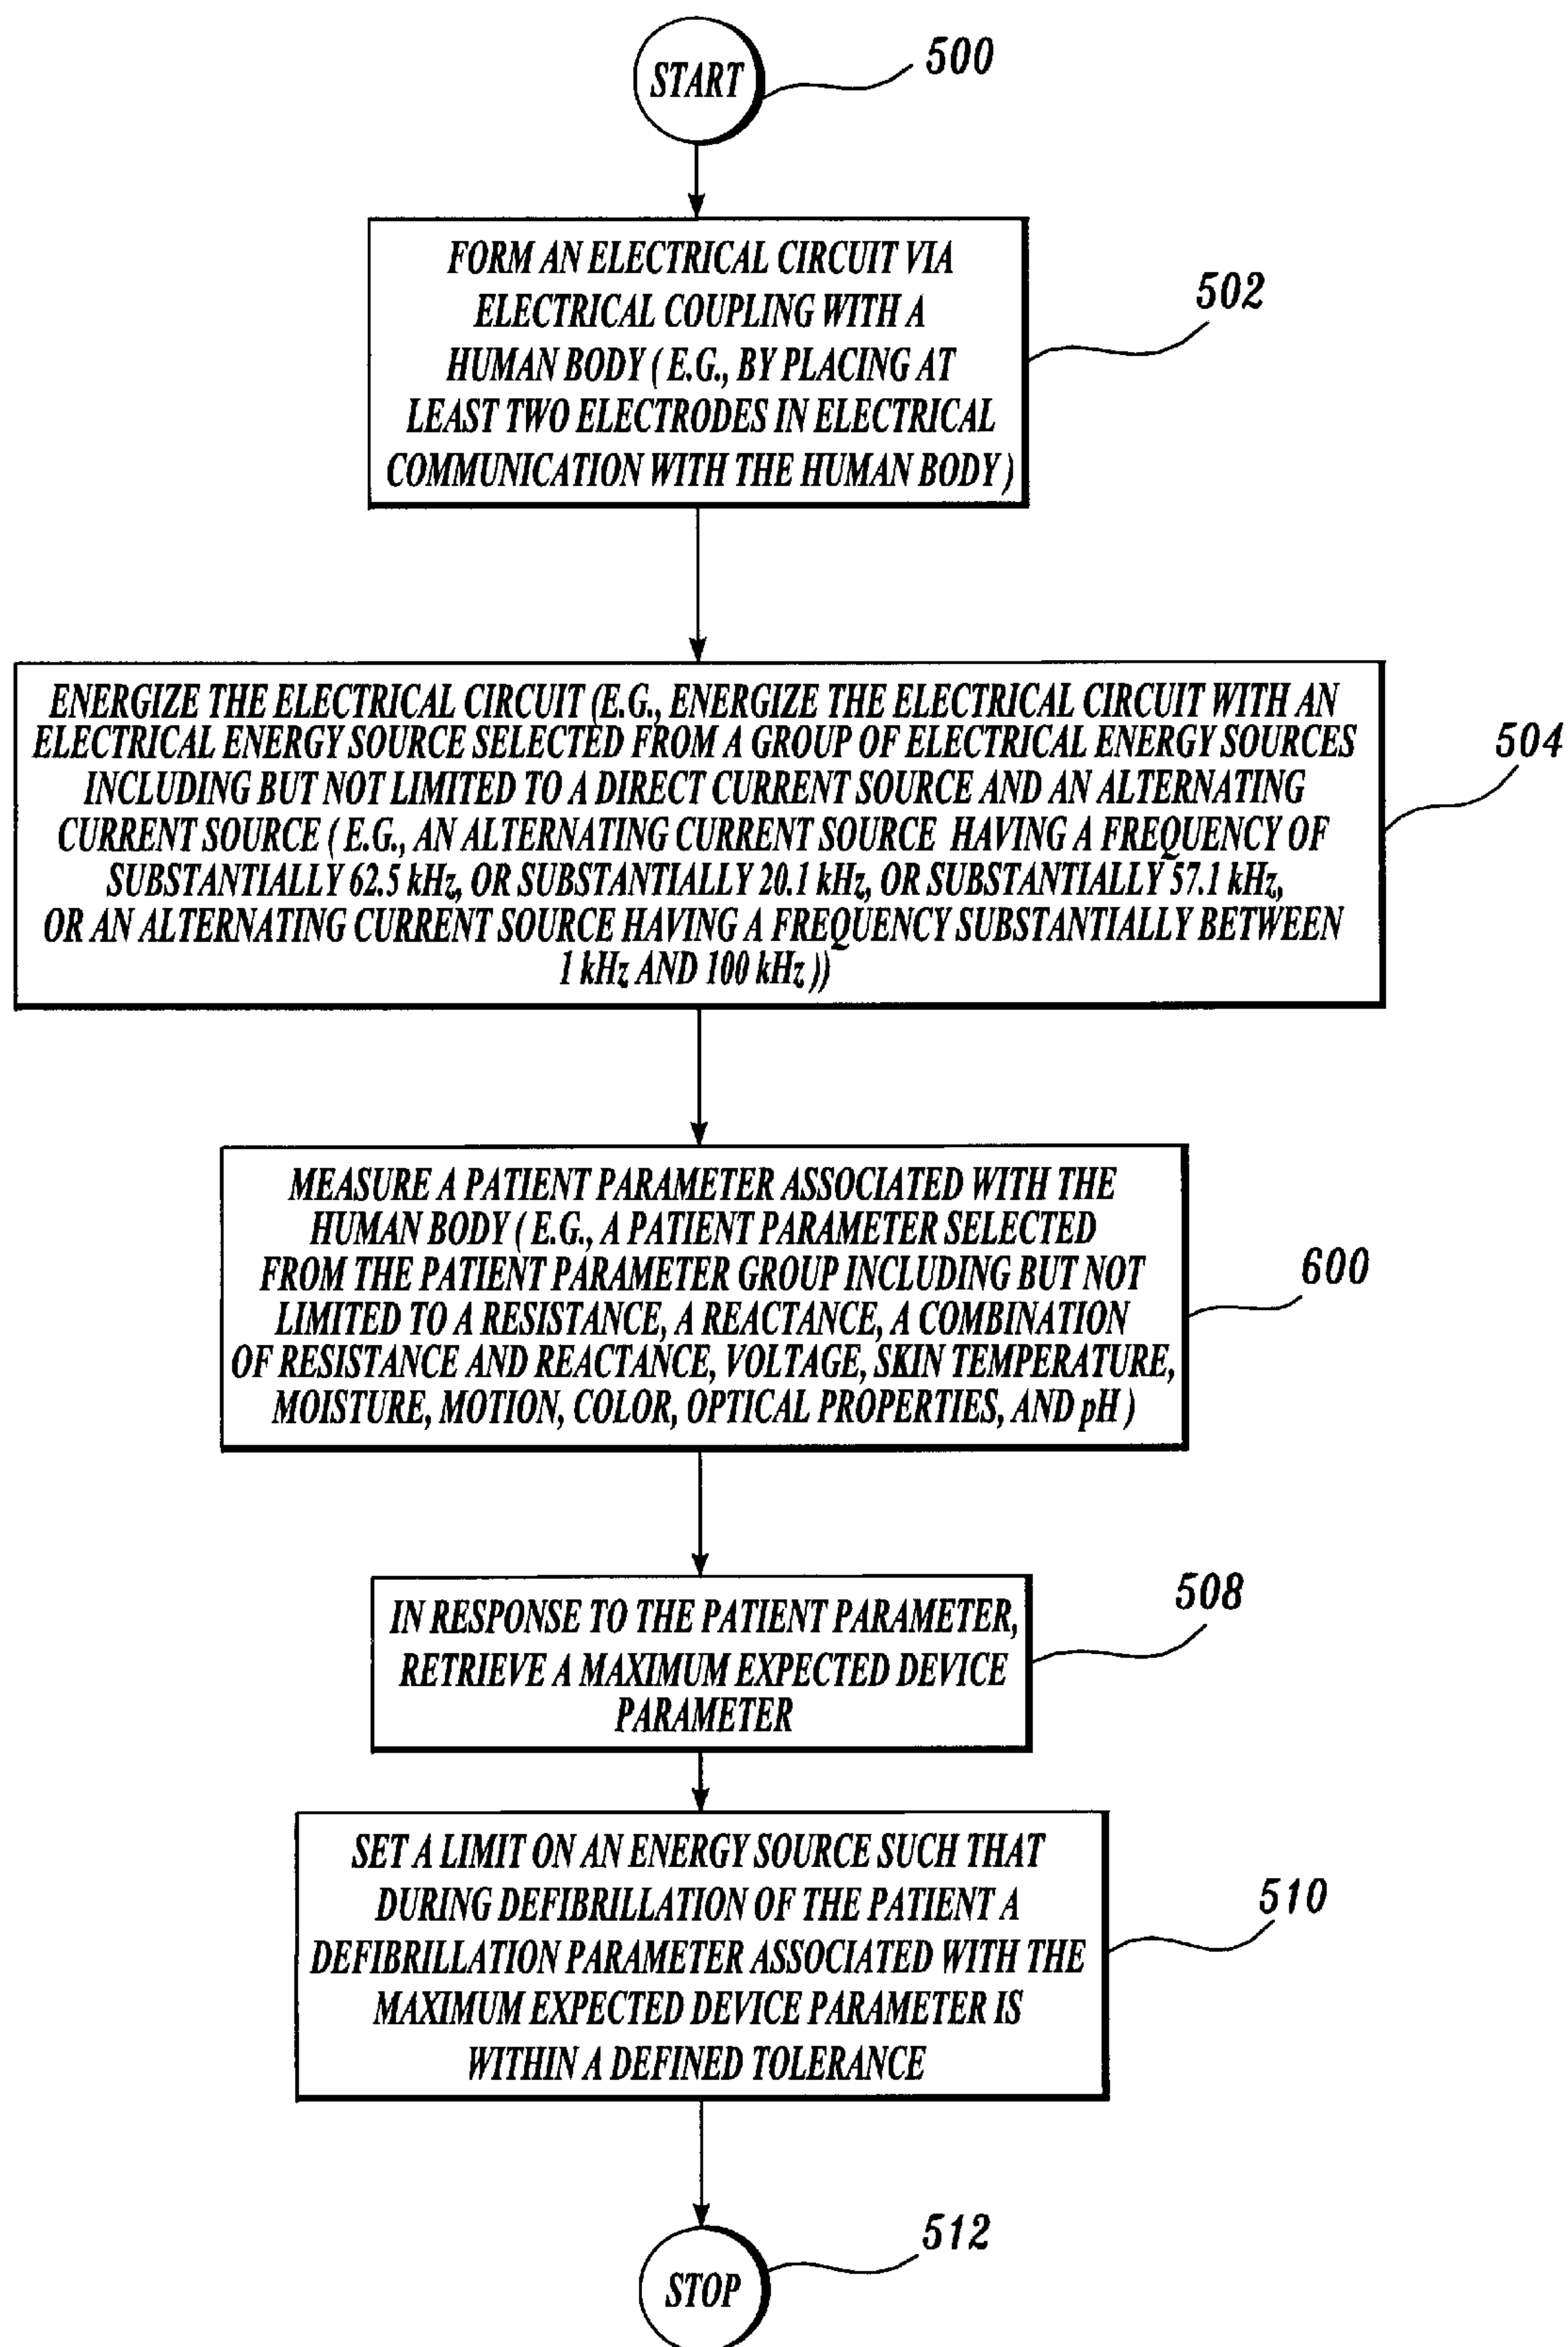 START
500
FORM AN ELECTRICAL CIRCUIT VIA
ELECTRICAL COUPLING WITH A
HUMAN BODY ( E.G., BY PLACING AT
LEAST TWO ELECTRODES IN ELECTRICAL
COMMUNICATION WITH THE HUMAN BODY )
502
ENERGIZE THE ELECTRICAL CIRCUIT (E.G., ENERGIZE THE ELECTRICAL CIRCUIT WITH AN
ELECTRICAL ENERGY SOURCE SELECTED FROM A GROUP OF ELECTRICAL ENERGY SOURCES
INCLUDING BUT NOT LIMITED TO A DIRECT CURRENT SOURCE AND AN ALTERNATING
CURRENT SOURCE ( E.G., AN ALTERNATING CURRENT SOURCE HAVING A FREQUENCY OF
SUBSTANTIALLY 62.5 kHz, OR SUBSTANTIALLY 20.1 kHz, OR SUBSTANTIALLY 57.1 kHz,
OR AN ALTERNATING CURRENT SOURCE HAVING A FREQUENCY SUBSTANTIALLY BETWEEN
1 kHz AND 100 kHz ))
504
MEASURE A PATIENT PARAMETER ASSOCIATED WITH THE
HUMAN BODY ( E.G., A PATIENT PARAMETER SELECTED
FROM THE PATIENT PARAMETER GROUP INCLUDING BUT NOT
LIMITED TO A RESISTANCE, A REACTANCE, A COMBINATION
OF RESISTANCE AND REACTANCE, VOLTAGE, SKIN TEMPERATURE,
MOISTURE, MOTION, COLOR, OPTICAL PROPERTIES, AND pH )
600
IN RESPONSE TO THE PATIENT PARAMETER,
RETRIEVE A MAXIMUM EXPECTED DEVICE
PARAMETER
508
SET A LIMIT ON AN ENERGY SOURCE SUCH THAT
DURING DEFIBRILLATION OF THE PATIENT A
DEFIBRILLATION PARAMETER ASSOCIATED WITH THE
MAXIMUM EXPECTED DEVICE PARAMETER IS
WITHIN A DEFINED TOLERANCE
510
STOP
512